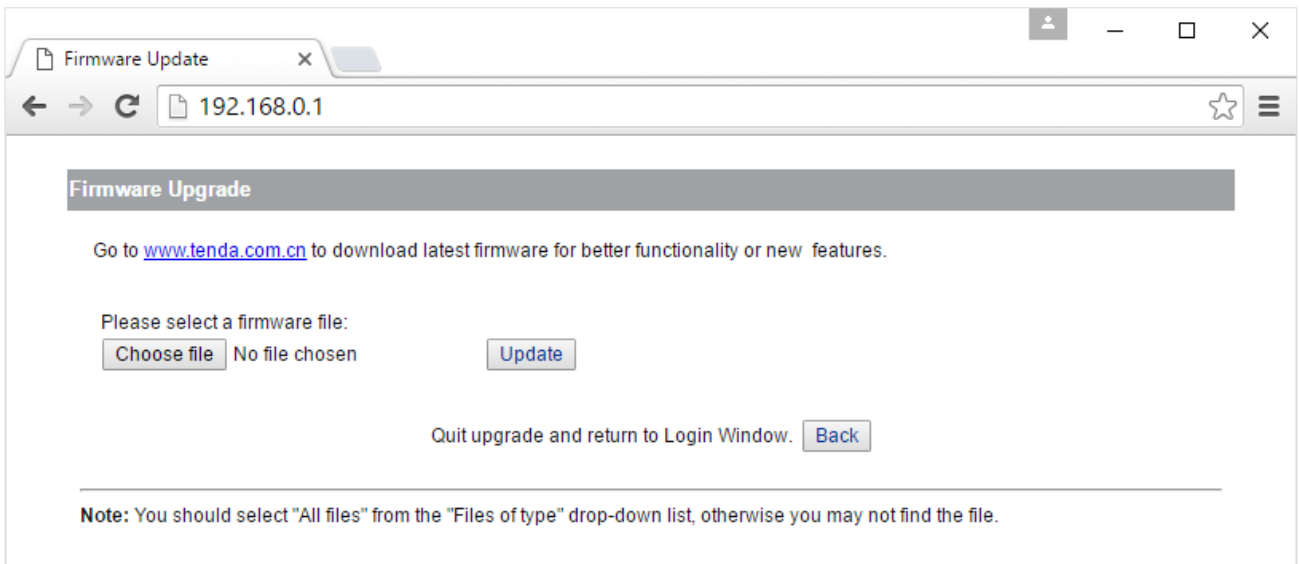 Firmware Update
192.168.0.1
Firmware Upgrade
Go to www.tenda.com.cn to download latest firmware for better functionality or new  features.
Please select a firmware file:
Choose file No file chosen Update
Quit upgrade and return to Login Window. Back
Note: You should select "All files" from the "Files of type" drop-down list, otherwise you may not find the file.